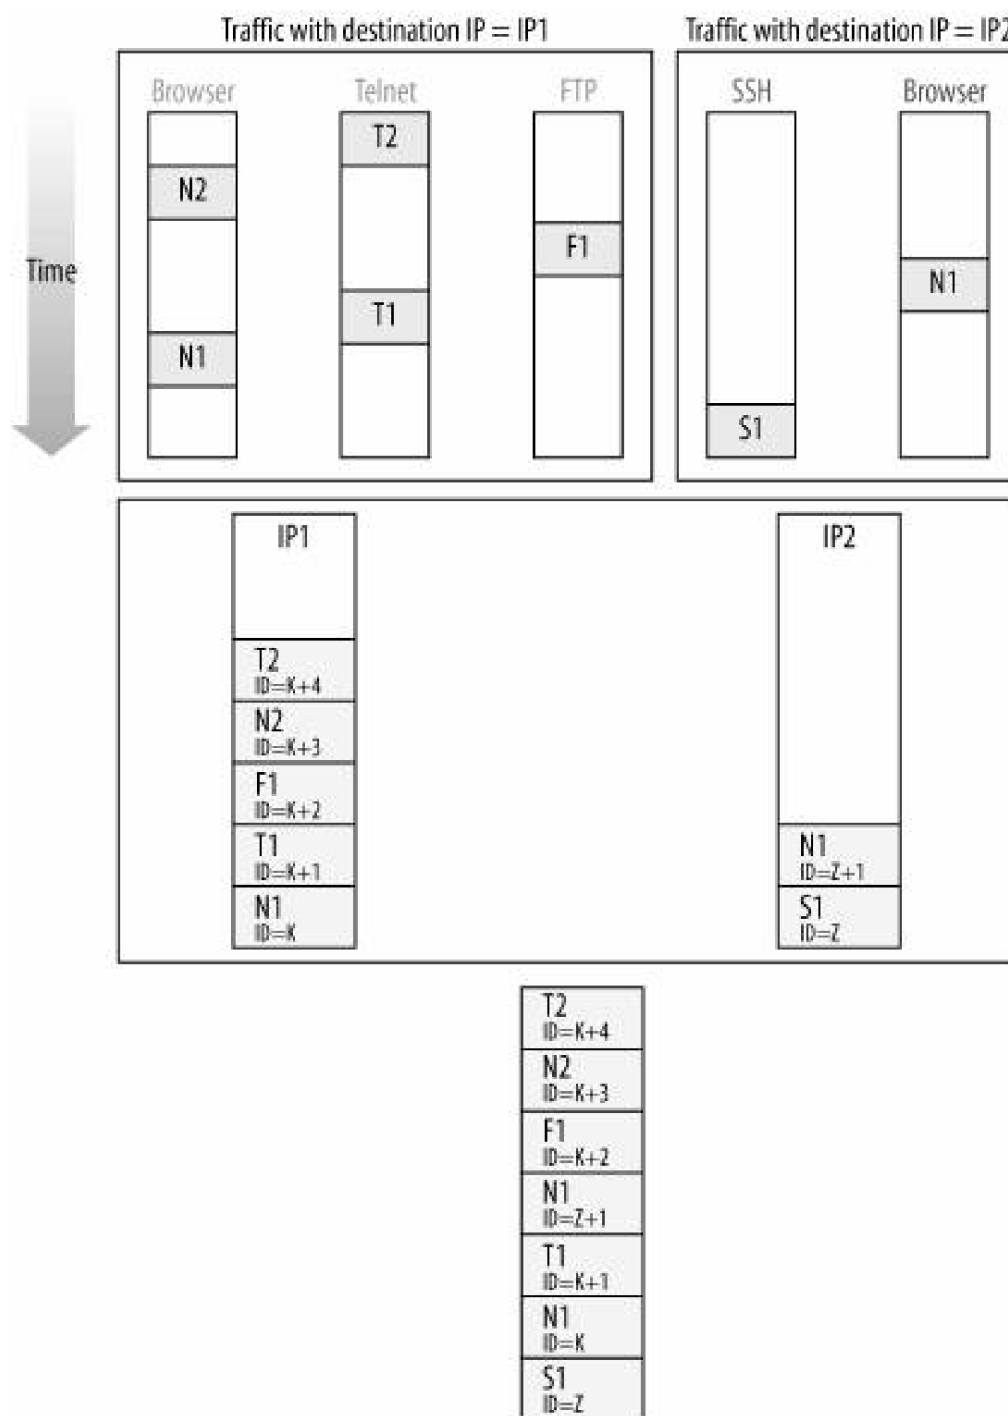 Traffic with destination IP = IP1
Traffic with destination IP = IP2
Browser
Telnet
FTP
SSH
Browser
Time
T2
N2
F1
T1
N1
N1
S1
IP1
T2
ID=K+4
N2
ID=K+3
F1
ID=K+2
T1
ID=K+1
N1
ID=K
IP2
N1
ID=Z+1
S1
ID=Z
T2
ID=K+4
N2
ID=K+3
F1
ID=K+2
N1
ID=Z+1
T1
ID=K+1
N1
ID=K
S1
ID=Z